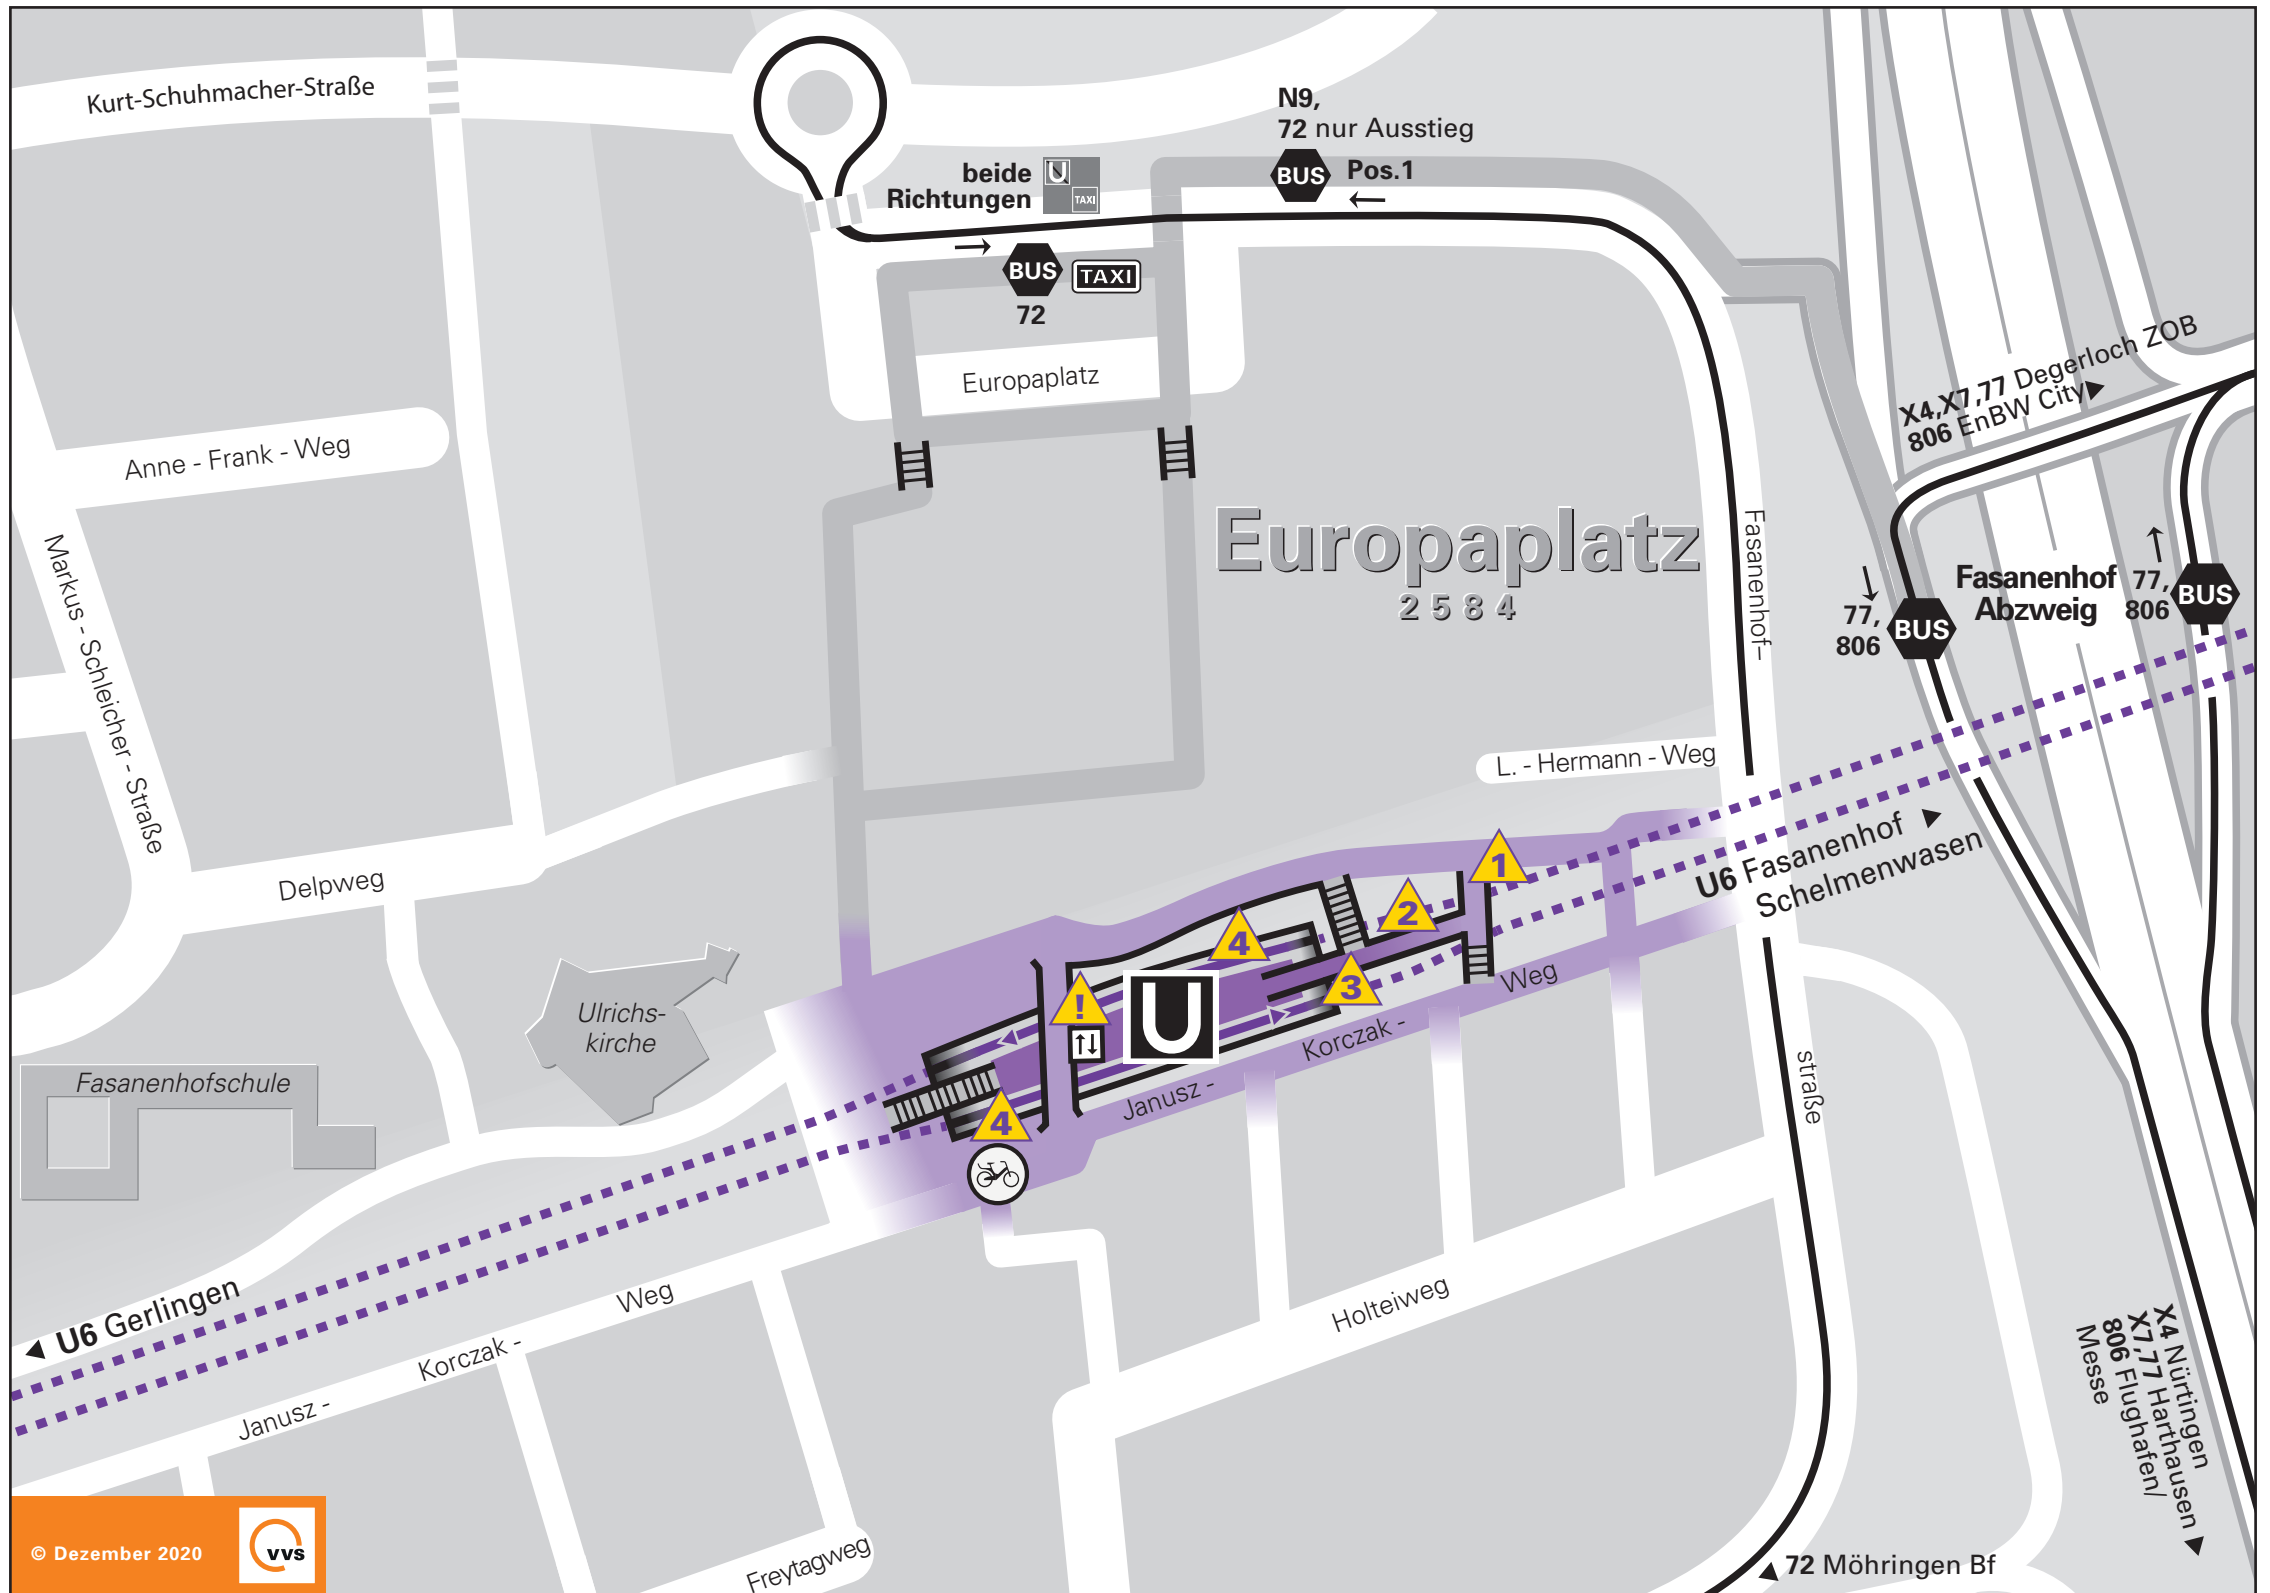 Kurt-Schuhmacher-Straße
N9,
72 nur Ausstieg
BUS
Pos.1
beide
Richtungen
U
TAXI
BUS
TAXI
72
Europaplatz
Anne - Frank - Weg
Markus - Schleicher - Straße
Europaplatz
2584
Fasanenhof–
X4,X7,77 Degerloch ZOB
806 EnBW City
77,
806
BUS
Fasanenhof
Abzweig
77,
806
BUS
L. - Hermann - Weg
U6 Fasanenhof
Schelmenwasen
Delpweg
1
2
4
3
!
U
4
Ulrichs-
kirche
Fasanenhofschule
Janusz -
Korczak -
Weg
straße
Holteiweg
U6 Gerlingen
Janusz -
Korczak -
Weg
Freytagweg
X4 Nürtingen
X7,77 Harthausen
806 Flughafen/
Messe
72 Möhringen Bf
© Dezember 2020
vvs